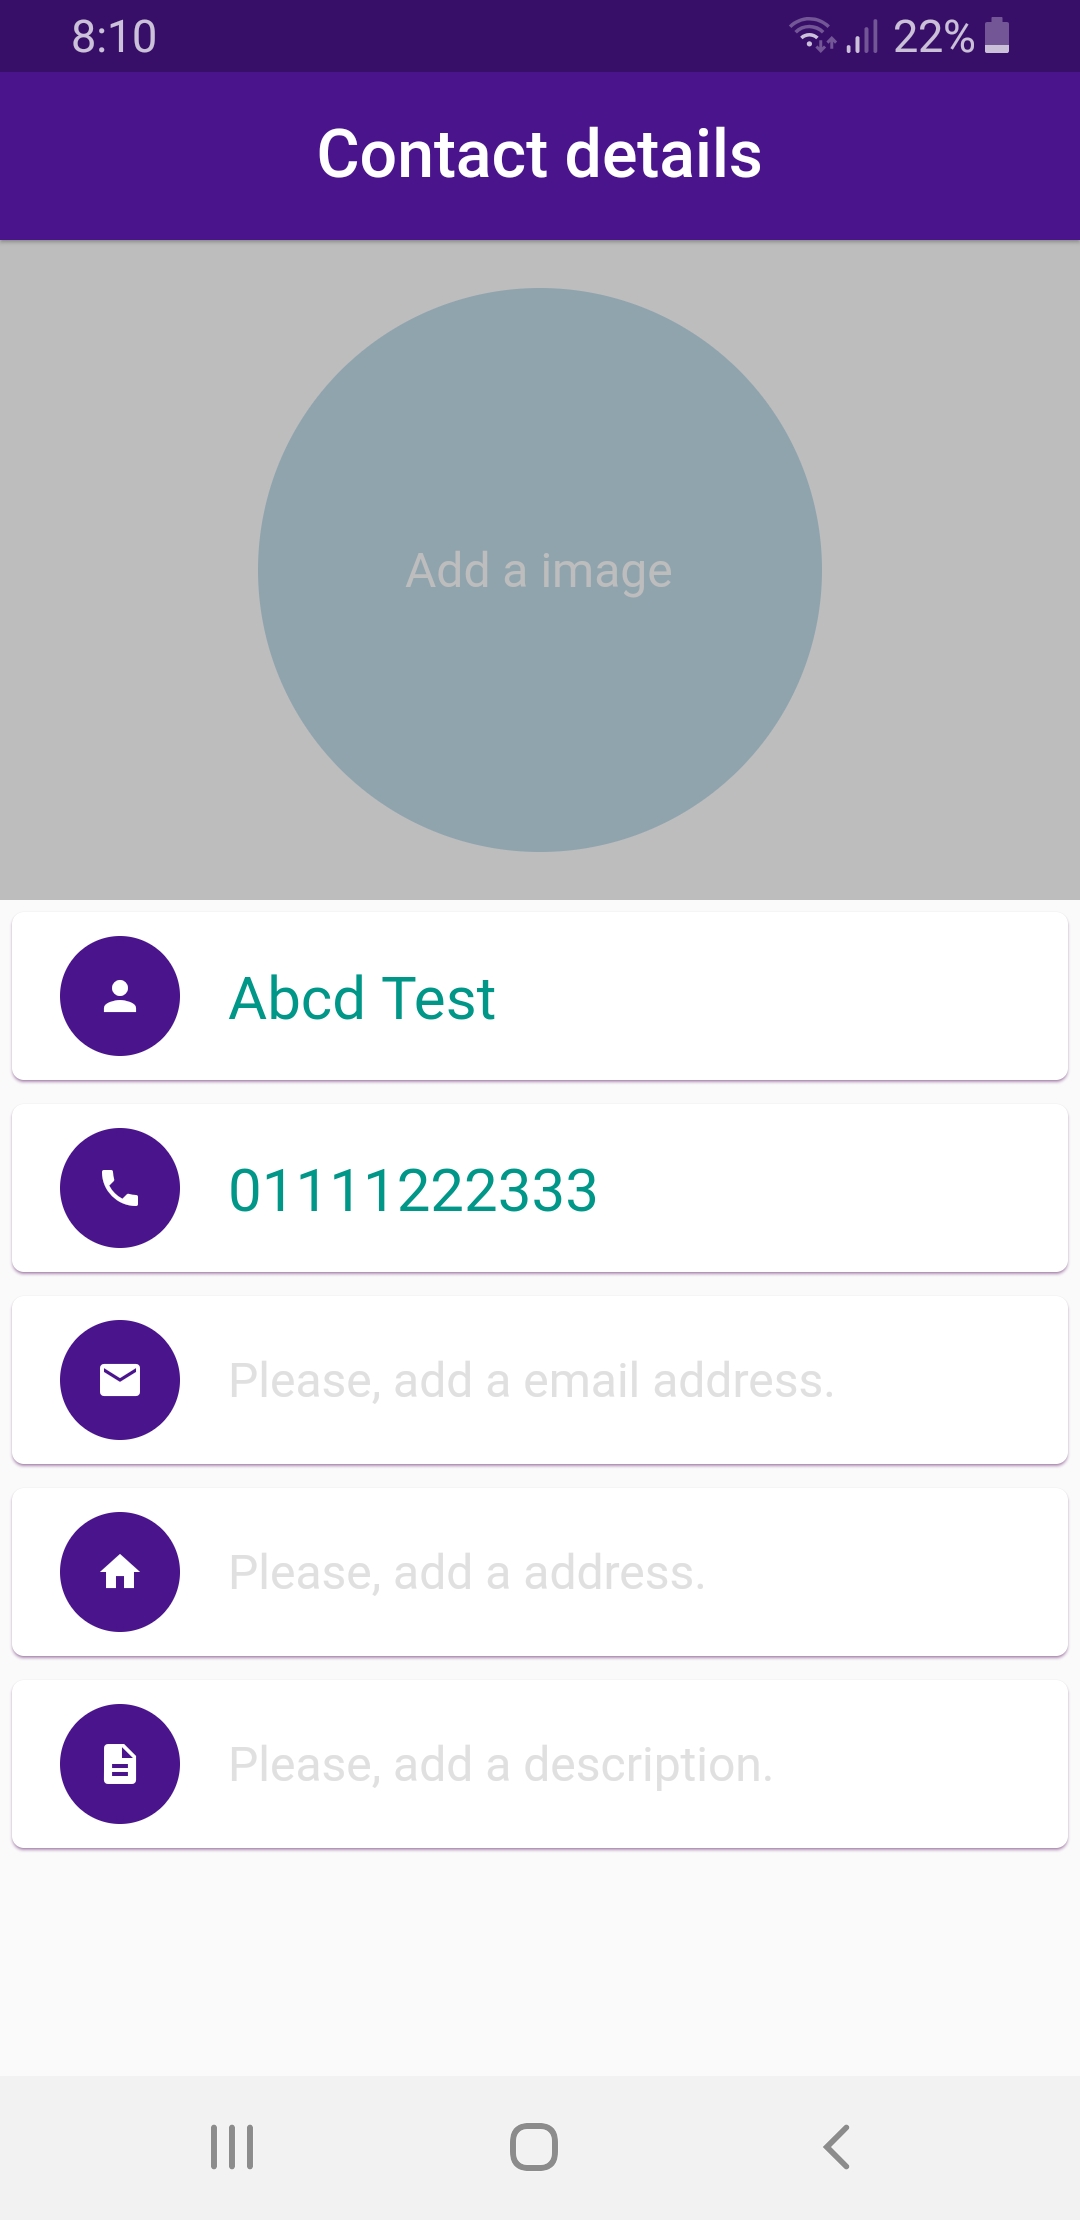 8:10 22%
Contact details
Add a image
Abcd Test
01111222333
Please, add a email address.
Please, add a address.
Please, add a description.